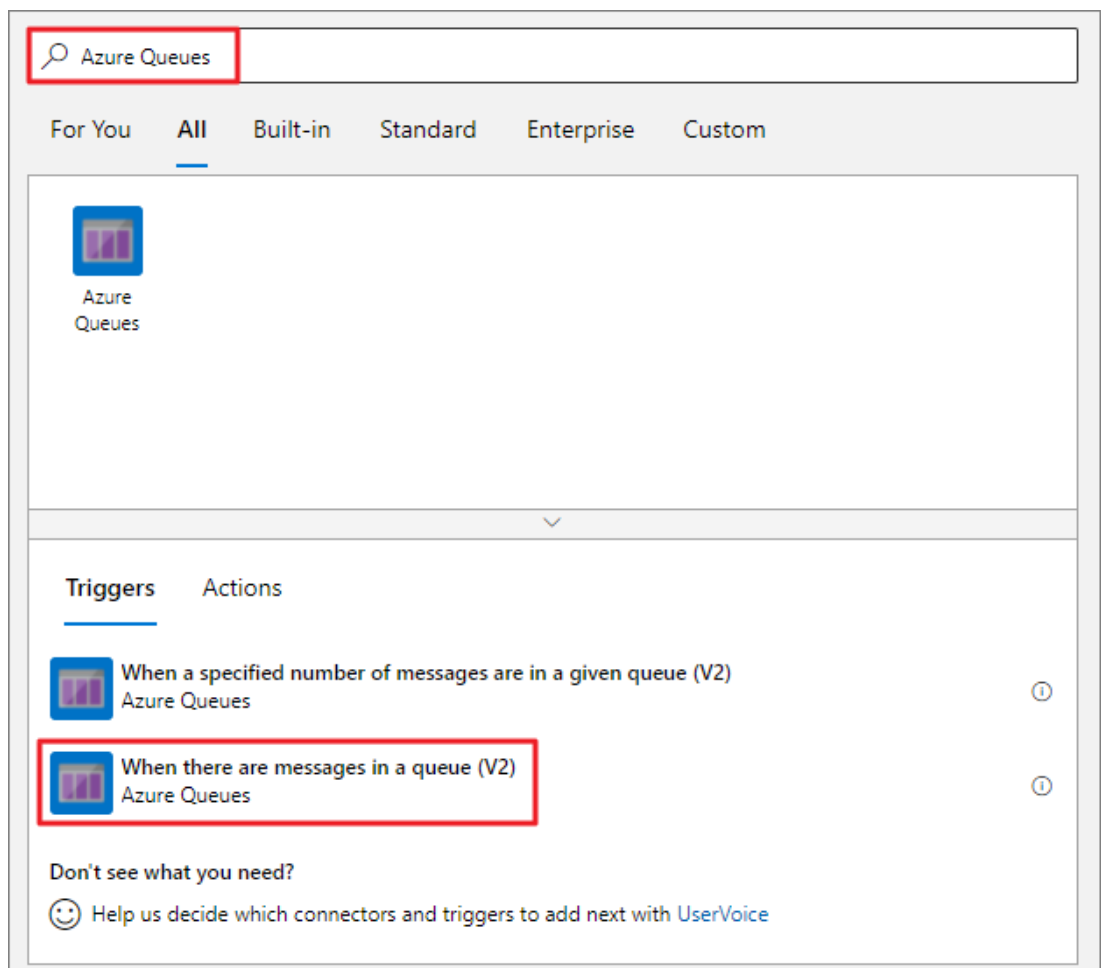 Azure Queues
For You All Built-in Standard Enterprise Custom
Azure
Queues
Triggers Actions
When a specified number of messages are in a given queue (V2)
Azure Queues
When there are messages in a queue (V2)
Azure Queues
Don't see what you need?
Help us decide which connectors and triggers to add next with UserVoice